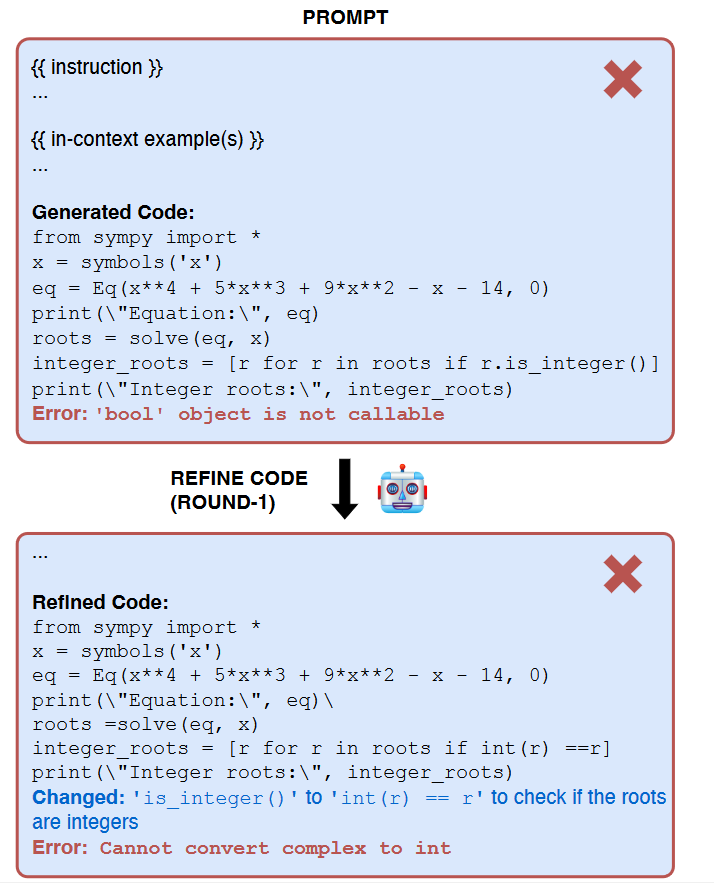 PROMPT
{{ instruction }}
...
{{ in-context example(s) }}
...
Generated Code:
from sympy import *
x = symbols('x')
eq = Eq(x**4 + 5*x**3 + 9*x**2 - x - 14, 0)
print(\"Equation:\", eq)
roots = solve(eq, x)
integer_roots = [r for r in roots if r.is_integer()]
print(\"Integer roots:\", integer_roots)
Error: 'bool' object is not callable
REFINE CODE
(ROUND-1)
...
Refined Code:
from sympy import *
x = symbols('x')
eq = Eq(x**4 + 5*x**3 + 9*x**2 - x - 14, 0)
print(\"Equation:\", eq)\
roots =solve(eq, x)
integer_roots = [r for r in roots if int(r) ==r]
print(\"Integer roots:\", integer_roots)
Changed: 'is_integer()' to 'int(r) == r' to check if the roots
are integers
Error: Cannot convert complex to int